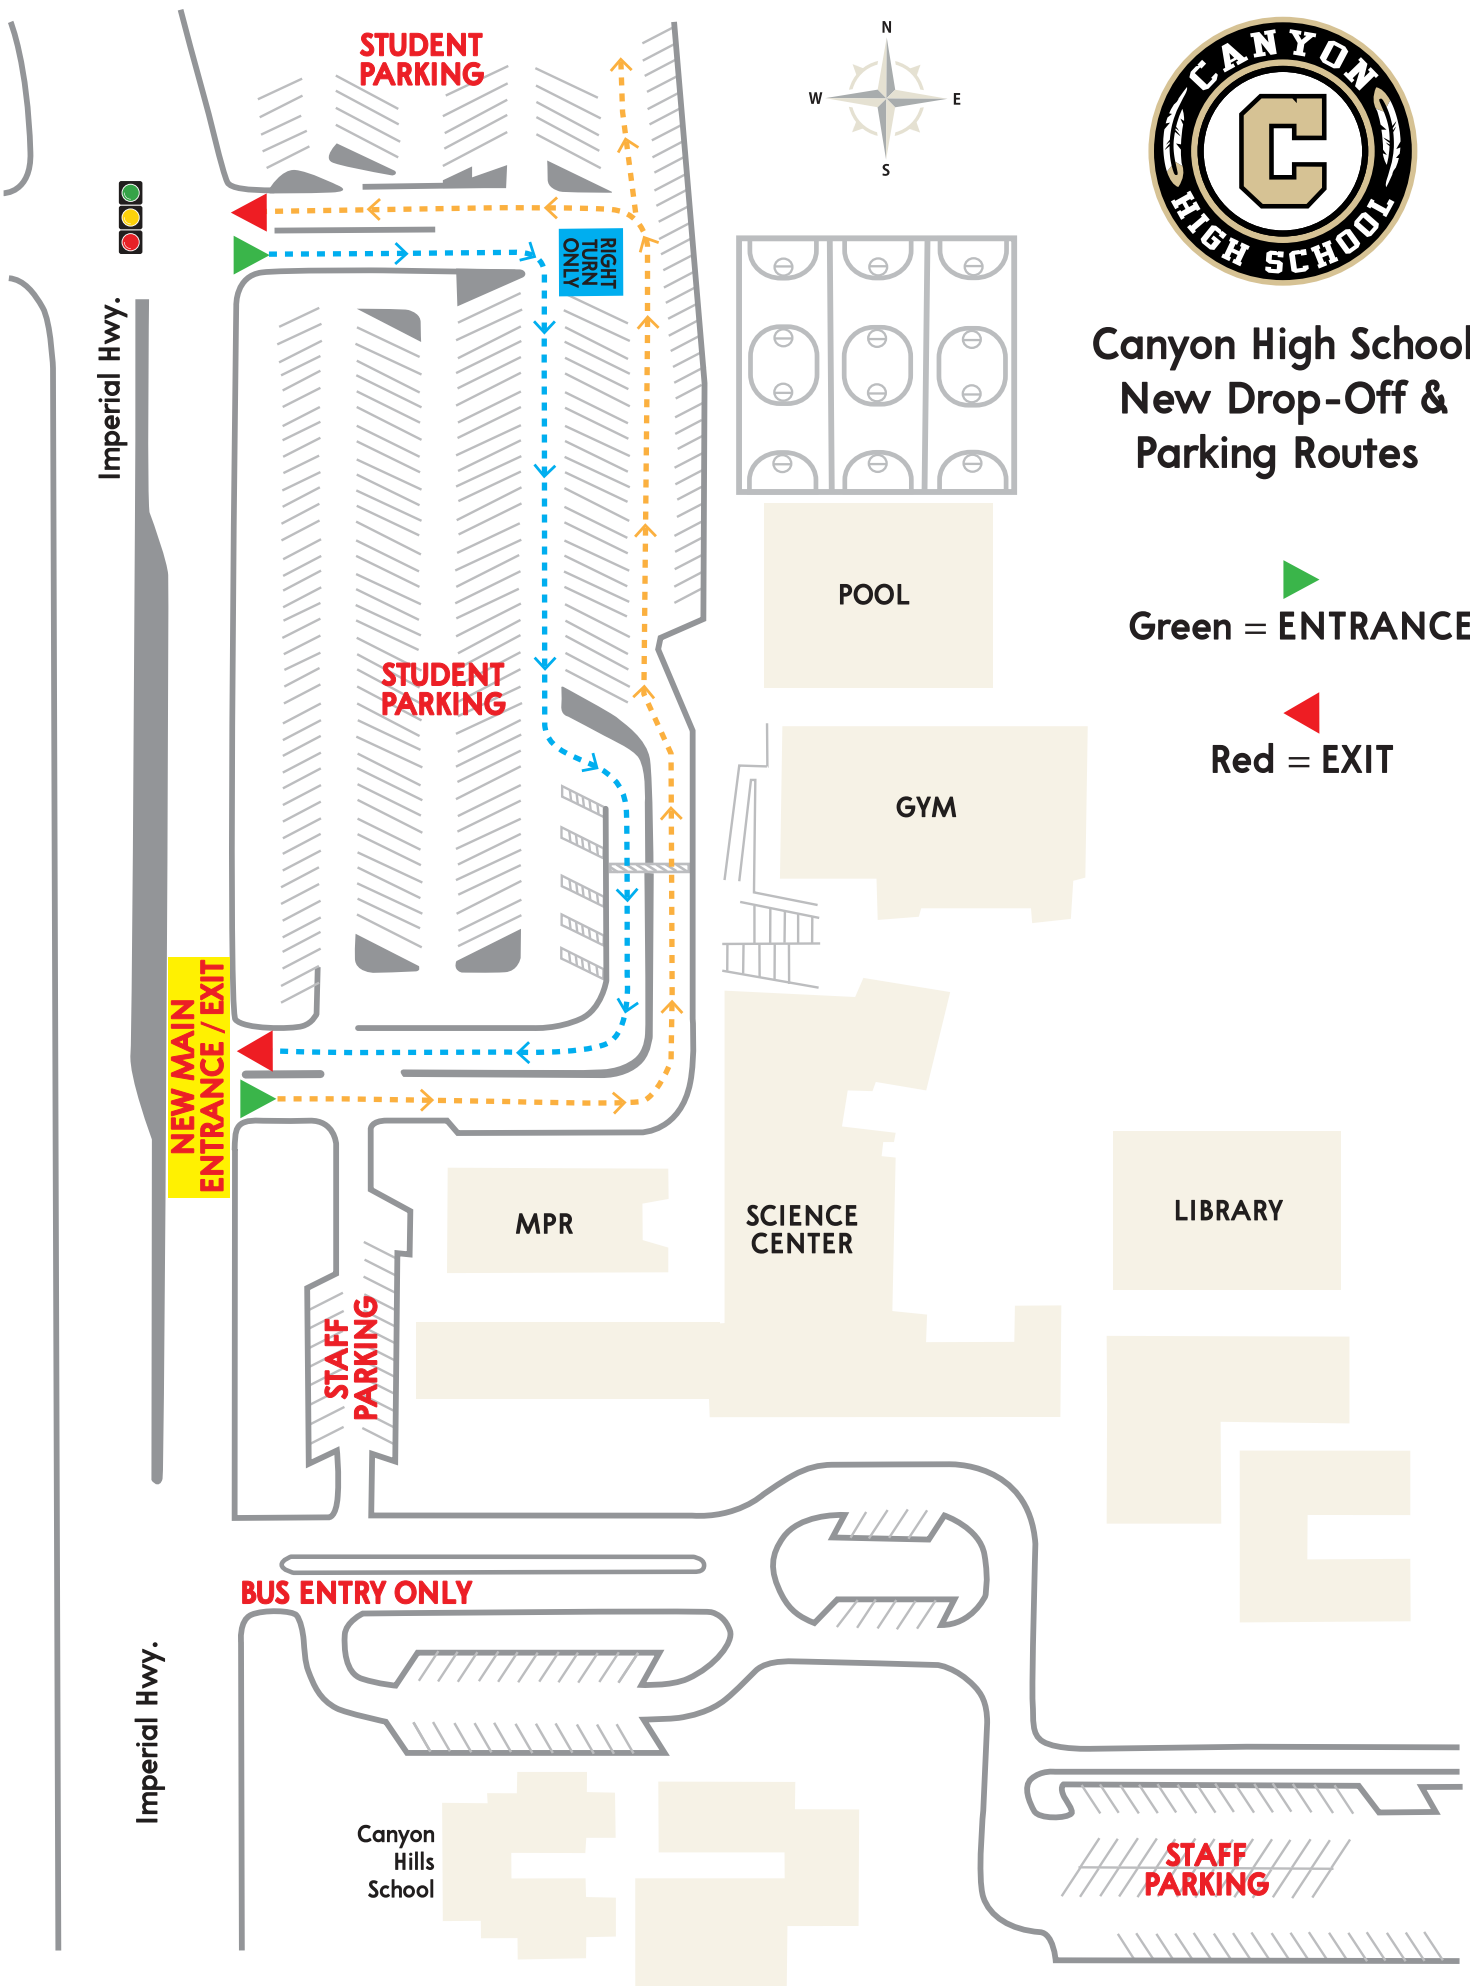 STUDENT
PARKING
N
W
E
S
CANYON
C
HIGH SCHOOL
RIGHT
TURN
ONLY
Imperial Hwy.
Canyon High School
New Drop-Off &
Parking Routes
POOL
Green = ENTRANCE
STUDENT
PARKING
Red = EXIT
GYM
NEW MAIN
ENTRANCE / EXIT
MPR
SCIENCE
CENTER
LIBRARY
STAFF
PARKING
BUS ENTRY ONLY
Imperial Hwy.
Canyon
Hills
School
STAFF
PARKING